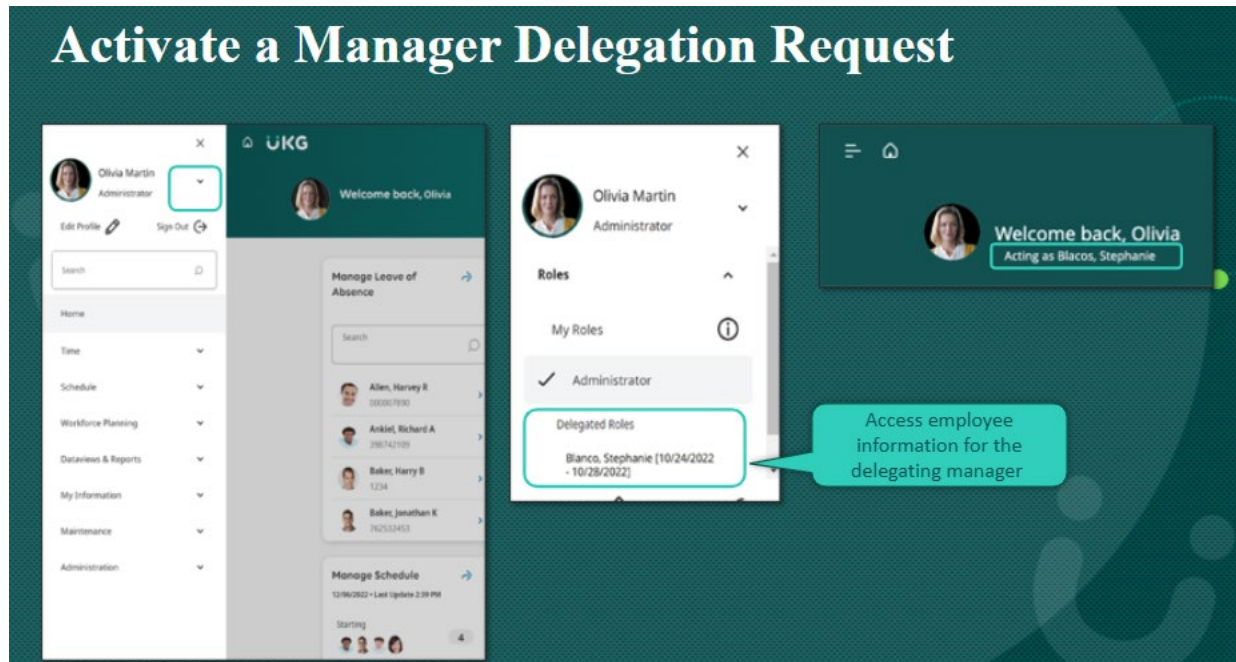 Activate a Manager Delegation Request
Olivia Martin
Administrator
Edit Profile
Sign Out
Search
Home
Time
Schedule
Workforce Planning
Dataviews & Reports
My Information
Maintenance
Administration
UKG
Welcome back, Olivia
Manage Leave of
Absence
Search
Allen, Harvey R
000007890
Ankiel, Richard A
396742109
Baker, Harry B
1234
Baker, Jonathan K
762532453
Manage Schedule
12/06/2022 • Last Update 2:39 PM
Starting
4
Olivia Martin
Administrator
Roles
My Roles
Administrator
Delegated Roles
Blanco, Stephanie [10/24/2022
- 10/28/2022]
Welcome back, Olivia
Acting as Blacos, Stephanie
Access employee
information for the
delegating manager